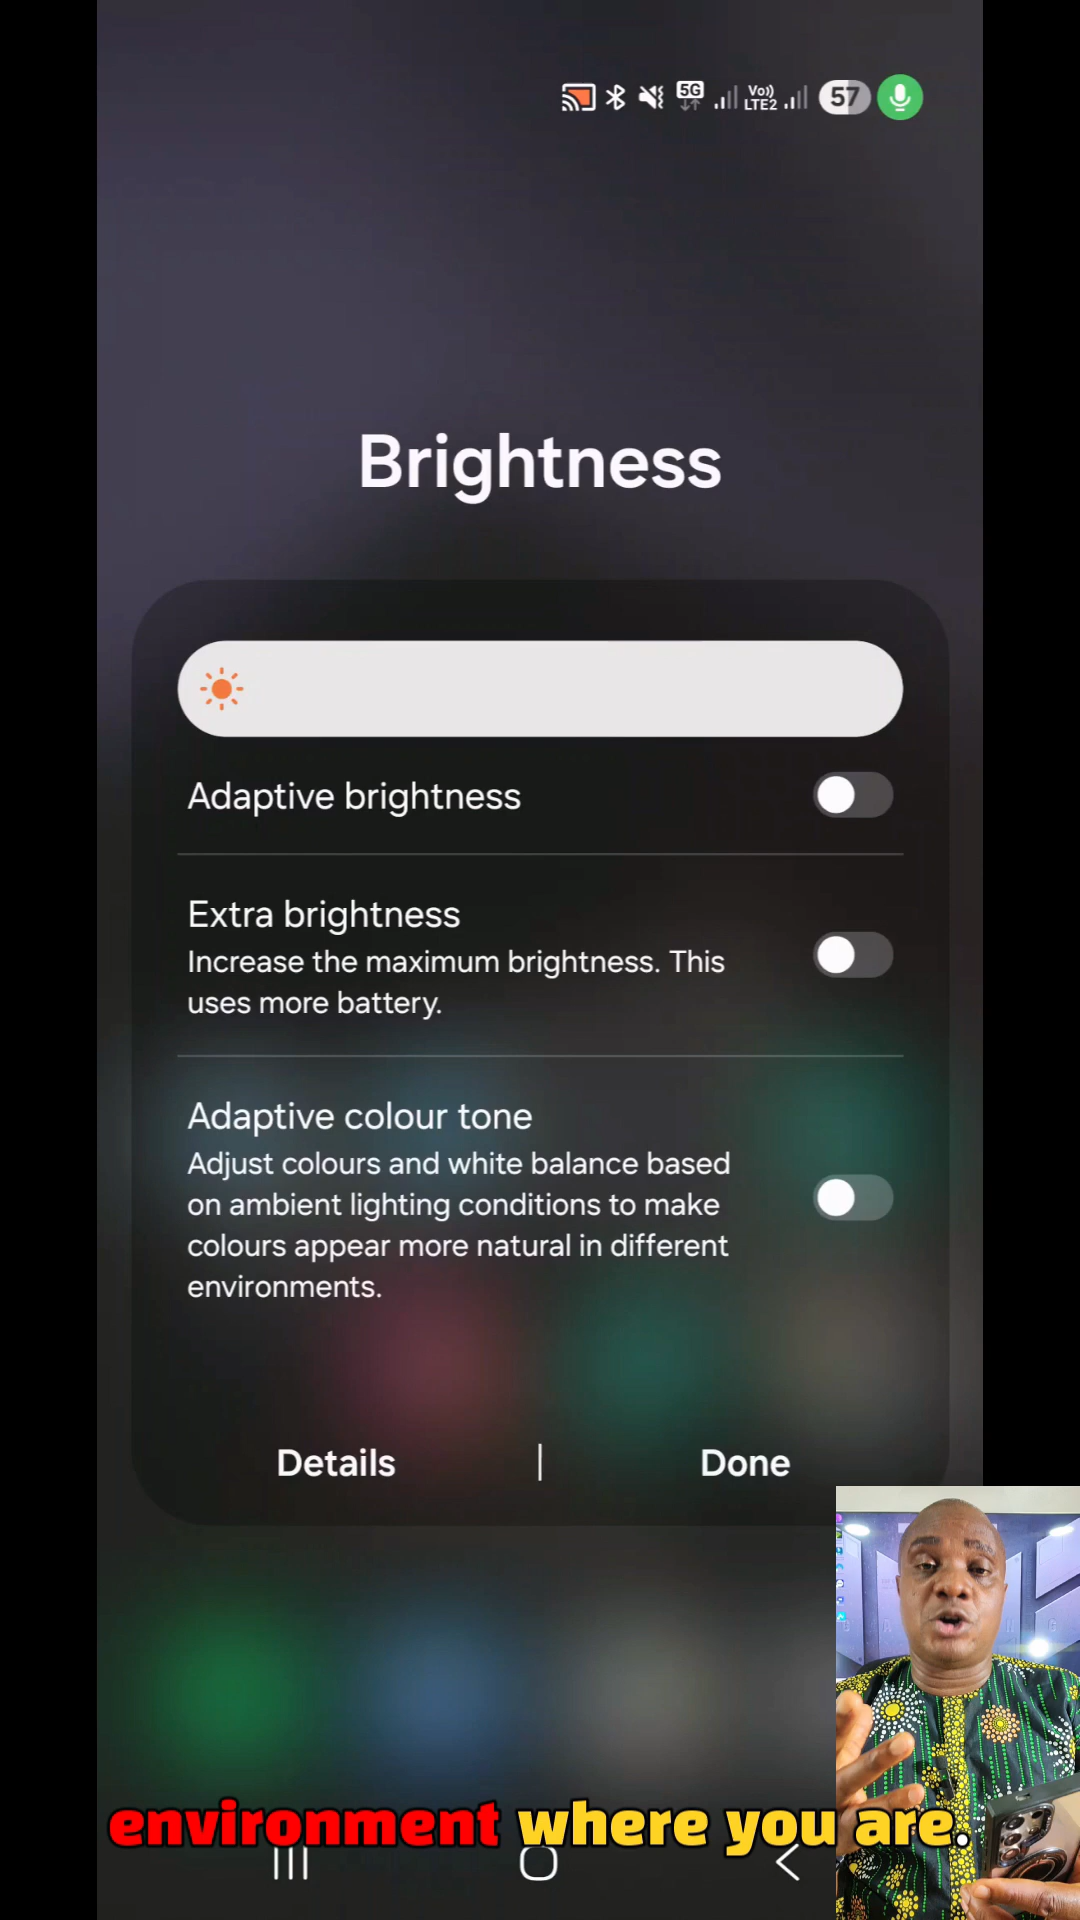 5G
Vo)) LTE2
57
Brightness
Adaptive brightness
Extra brightness
Increase the maximum brightness. This
uses more battery.
Adaptive colour tone
Adjust colours and white balance based
on ambient lighting conditions to make
colours appear more natural in different
environments.
Details | Done
environment where you are.